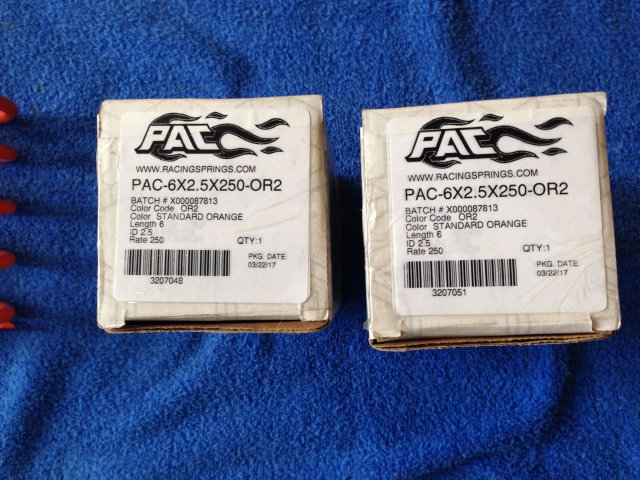 PAC
WWW.RACINGSPRINGS.COM
PAC-6X2.5X250-OR2
BATCH # X000087813
Color Code OR2
Color STANDARD ORANGE
Length 6
ID 2.5
Rate 250
QTY:1
PKG. DATE:
03/22/17
3207048
PAC
WWW.RACINGSPRINGS.COM
PAC-6X2.5X250-OR2
BATCH # X000087813
Color Code OR2
Color STANDARD ORANGE
Length 6
ID 2.5
Rate 250
QTY:1
PKG. DATE:
03/22/17
3207051